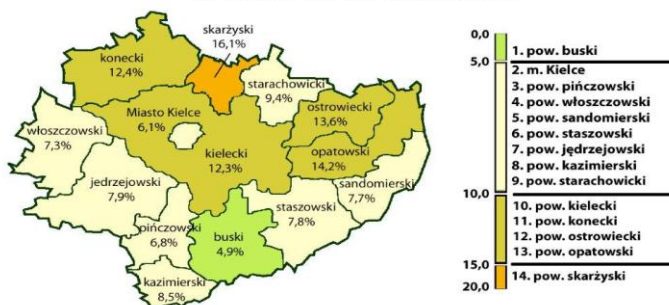 skarżyski
16,1%
konecki
12,4%
starachowicki
9,4%
Miasto Kielce
6,1%
ostrowiecki
13,6%
włoszczowski
7,3%
kielecki
12,3%
opatowski
14,2%
jedrzejowski
7,9%
sandomierski
7,7%
staszowski
7,8%
pińczowski
6,8%
buski
4,9%
kazimierski
8,5%
0,0
1. pow. buski
5,0
2. m. Kielce
3. pow. pińczowski
4. pow. włoszczowski
5. pow. sandomierski
6. pow. staszowski
7. pow. jędrzejowski
8. pow. kazimierski
9. pow. starachowicki
10,0
10. pow. kielecki
11. pow. konecki
12. pow. ostrowiecki
13. pow. opatowski
15,0
14. pow. skarżyski
20,0